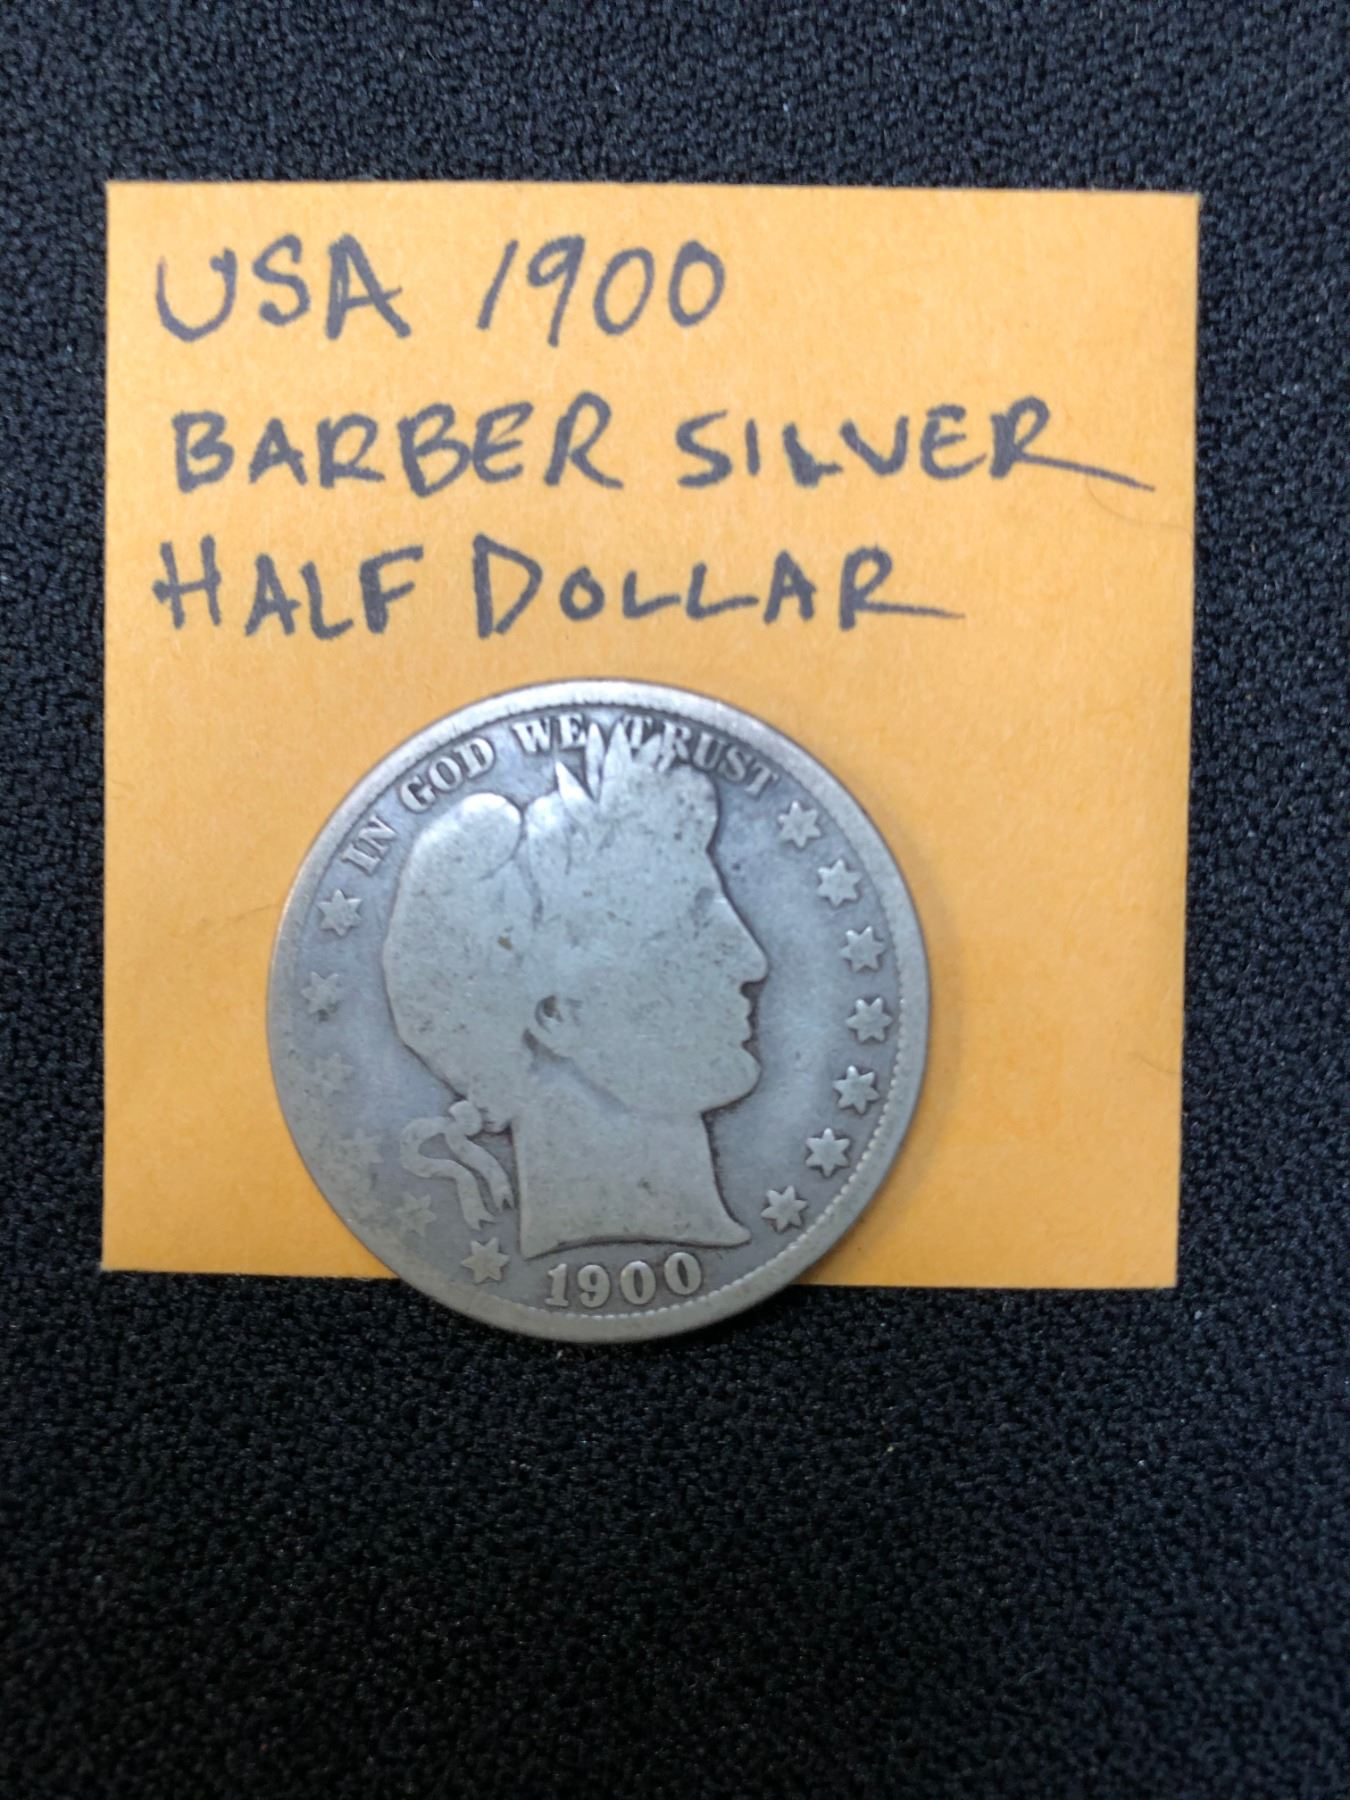 USA 1900
BARBER SILVER
HALF DOLLAR
IN GOD WE TRUST
1900